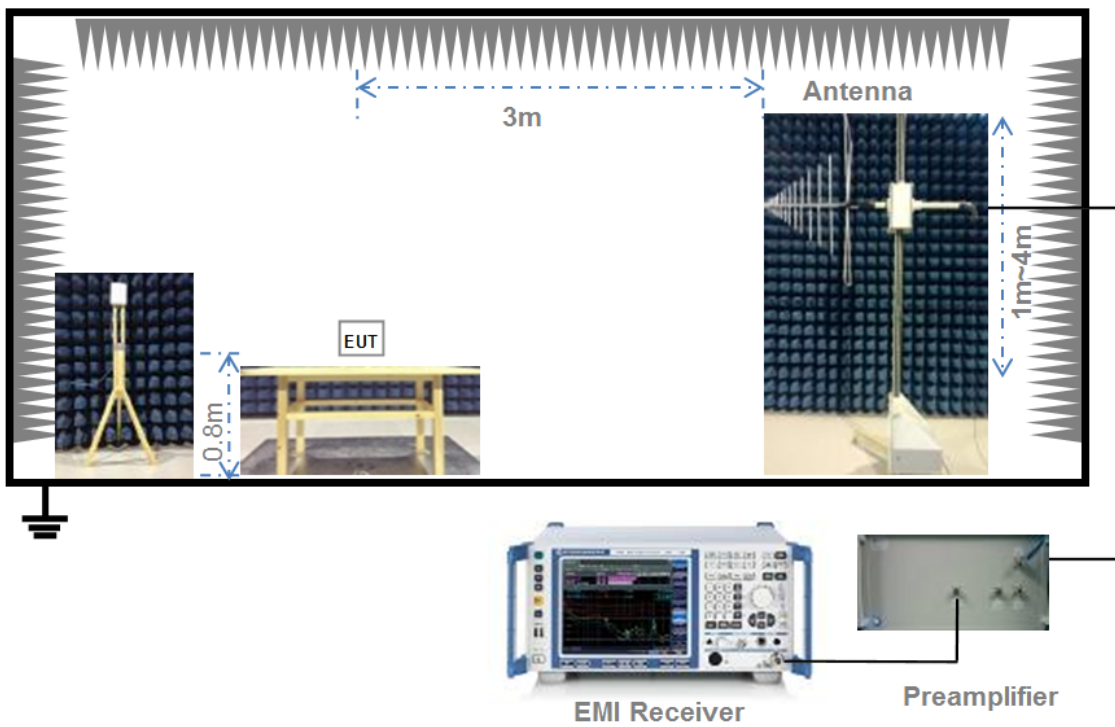 Antenna
3m
1m~4m
EUT
0.8m
EMI Receiver
Preamplifier